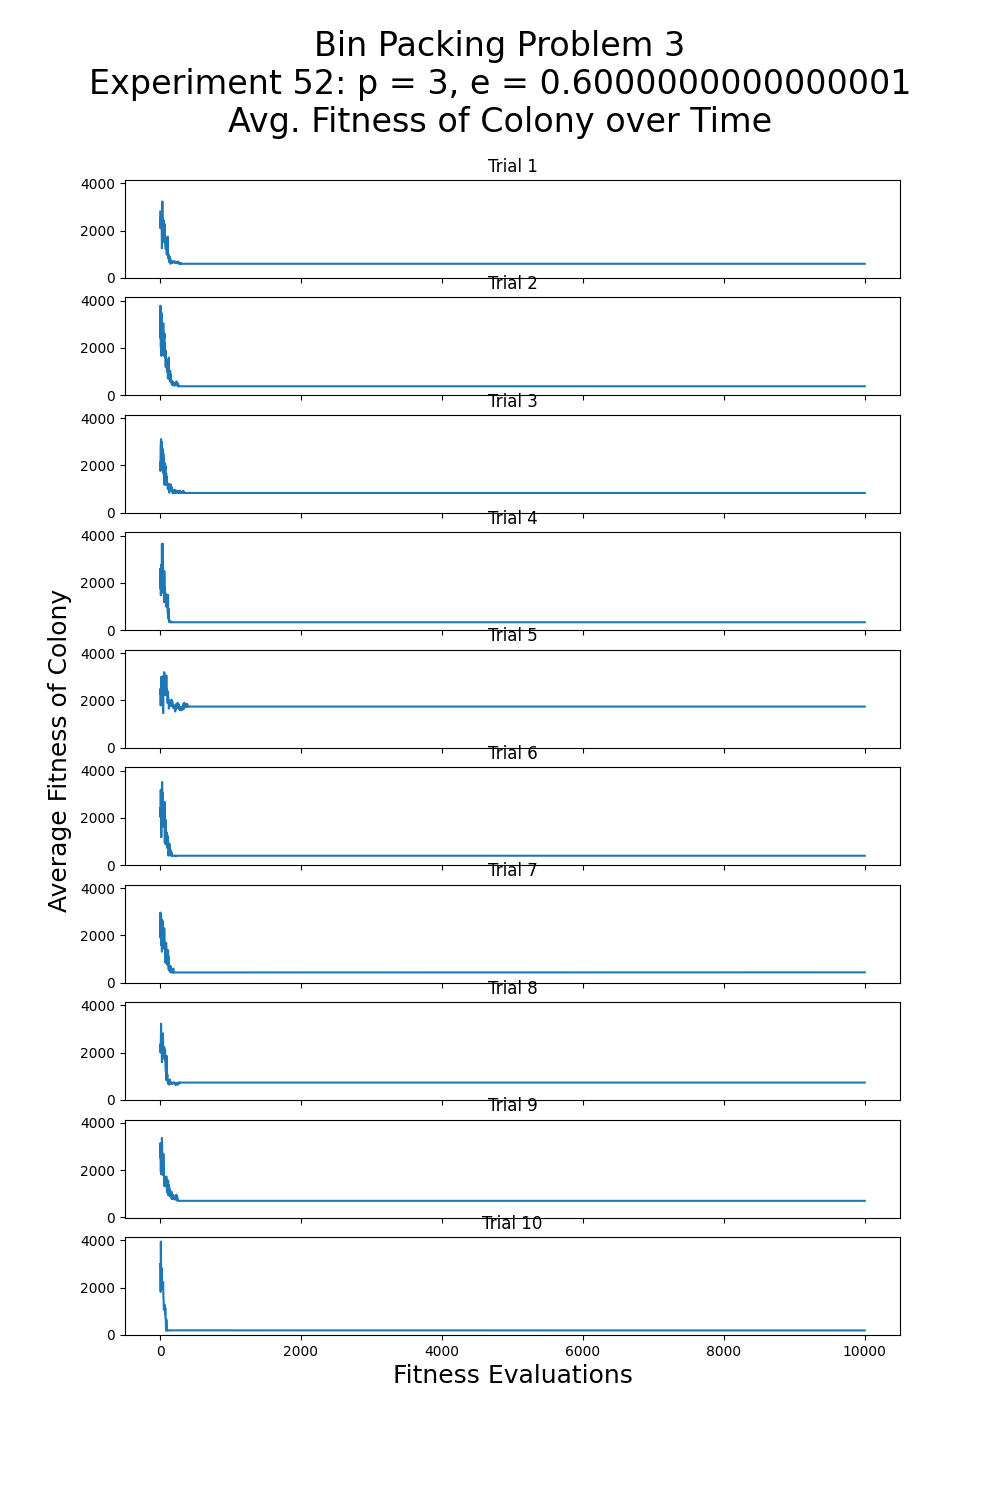 Bin Packing Problem 3
Experiment 52: p = 3, e = 0.6000000000000001
Avg. Fitness of Colony over Time
Trial 1
4000
2000
0
Trial 2
4000
2000
0
Trial 3
4000
2000
0
Trial 4
4000
2000
0
Trial 5
4000
2000
0
Trial 6
4000
2000
0
Trial 7
4000
2000
0
Trial 8
4000
2000
0
Trial 9
4000
2000
0
Trial 10
4000
2000
0
0 2000 4000 6000 8000 10000
Fitness Evaluations
Average Fitness of Colony